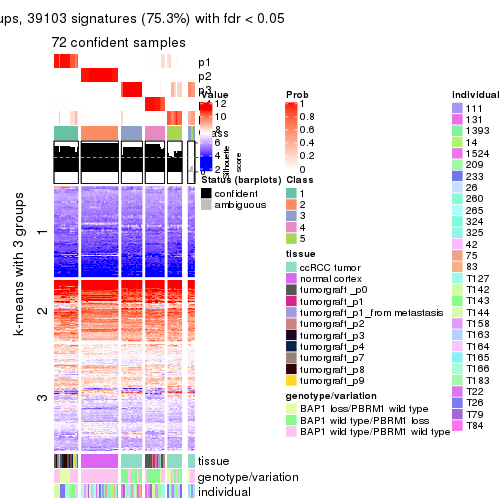 ups, 39103 signatures (75.3%) with fdr < 0.05
72 confident samples
p1
p2
p3
Value
12
10
8
6
4
2
Class
Silhouette
score
Prob
1
0.8
0.6
0.4
0.2
0
Status (barplots)
confident
ambiguous
Class
1
2
3
4
5
tissue
ccRCC tumor
normal cortex
tumorgraft_p0
tumorgraft_p1
tumorgraft_p1_from metastasis
tumorgraft_p2
tumorgraft_p3
tumorgraft_p4
tumorgraft_p7
tumorgraft_p8
tumorgraft_p9
genotype/variation
BAP1 loss/PBRM1 wild type
BAP1 wild type/PBRM1 loss
BAP1 wild type/PBRM1 wild type
individual
111
131
1393
14
1524
209
233
26
260
265
324
325
42
75
83
T127
T142
T143
T144
T158
T163
T164
T165
T166
T183
T22
T26
T79
T84
k-means with 3 groups
1
2
3
tissue
genotype/variation
individual